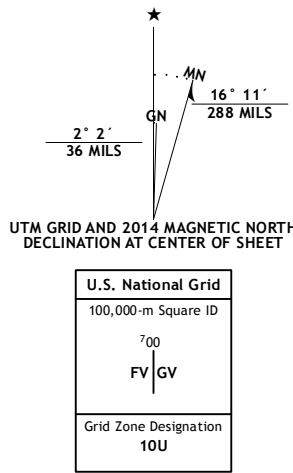 ★
MN
GN
16° 11´
288 MILS
2° 2´
36 MILS
UTM GRID AND 2014 MAGNETIC NORTH
DECLINATION AT CENTER OF SHEET
U.S. National Grid
100,000-m Square ID
⁷00
FV GV
Grid Zone Designation
10U